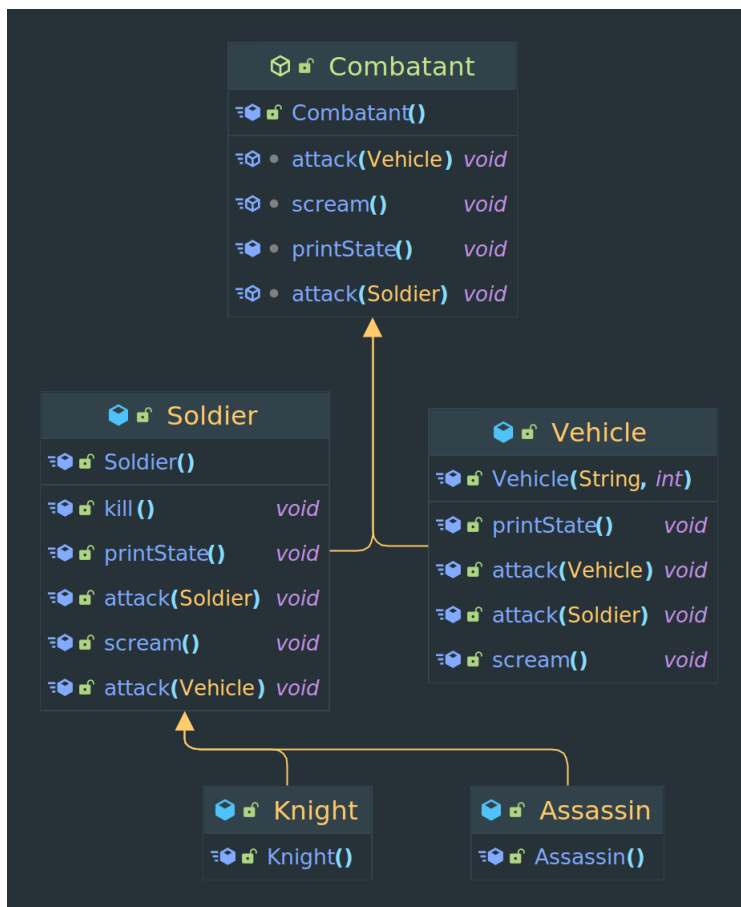 Combatant
Combatant()
attack(Vehicle) void
scream() void
printState() void
attack(Soldier) void
Soldier
Soldier()
kill() void
printState() void
attack(Soldier) void
scream() void
attack(Vehicle) void
Vehicle
Vehicle(String, int)
printState() void
attack(Vehicle) void
attack(Soldier) void
scream() void
Knight
Knight()
Assassin
Assassin()